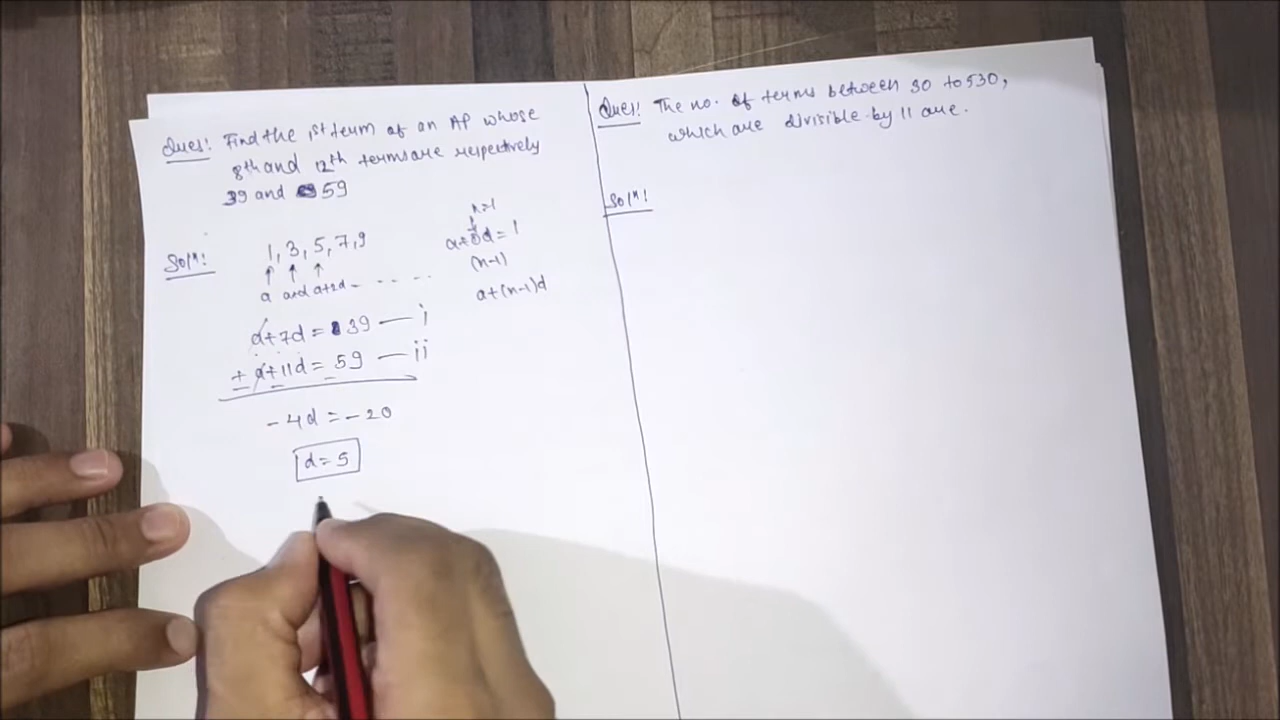 Ques! Find the 1st term of an AP whose
8th and 12th terms are respectively
39 and 59
Soln!
1, 3, 5, 7, 9
a a+d a+2d - - - - -
n=1
a+0d = 1
(n-1)
a+(n-1)d
a+7d = 39 — i
a+11d = 59 — ii
- 4d = - 20
d = 5
Ques! The no. of terms between 30 to 530,
which are divisible by 11 are.
Soln!